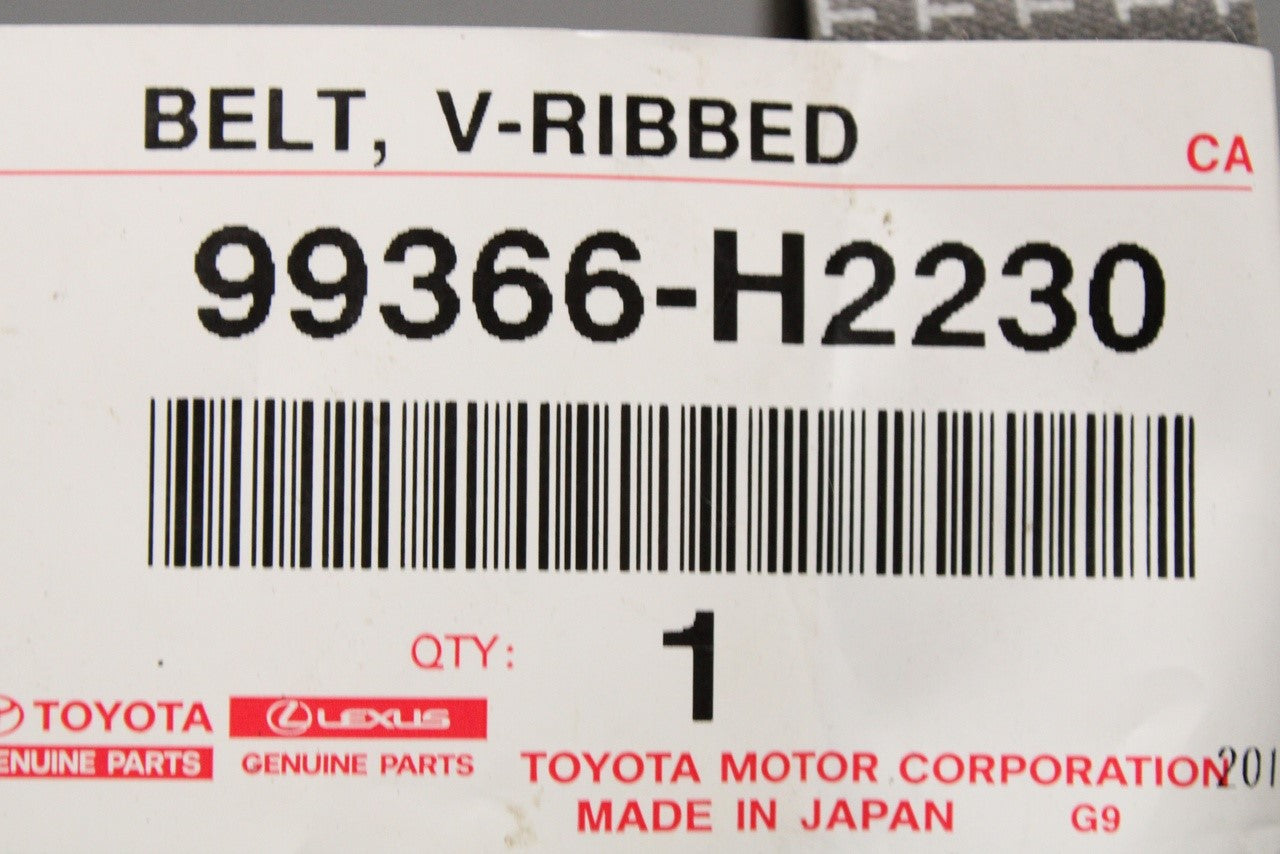 BELT, V-RIBBED
CA
99366-H2230
QTY: 1
TOYOTA LEXUS
GENUINE PARTS GENUINE PARTS
TOYOTA MOTOR CORPORATION
MADE IN JAPAN G9